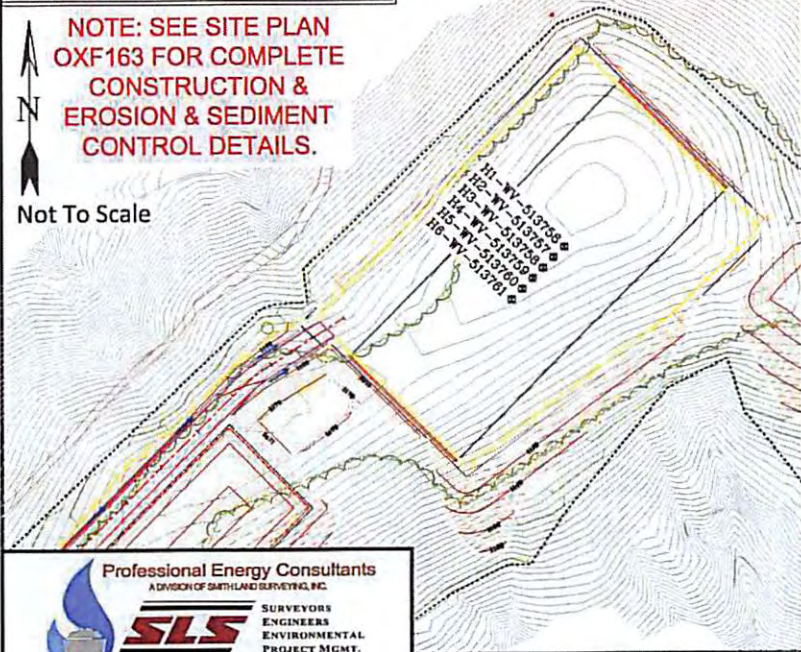 NOTE: SEE SITE PLAN
OXF163 FOR COMPLETE
CONSTRUCTION &
EROSION & SEDIMENT
CONTROL DETAILS.
N
Not To Scale
H1-WV-513756
H2-WV-513757
H3-WV-513758
H4-WV-513759
H5-WV-513760
H6-WV-513761
Professional Energy Consultants
A DIVISION OF SMITH LAND SURVEYING, INC.
SLS
SURVEYORS
ENGINEERS
ENVIRONMENTAL
PROJECT MGMT.